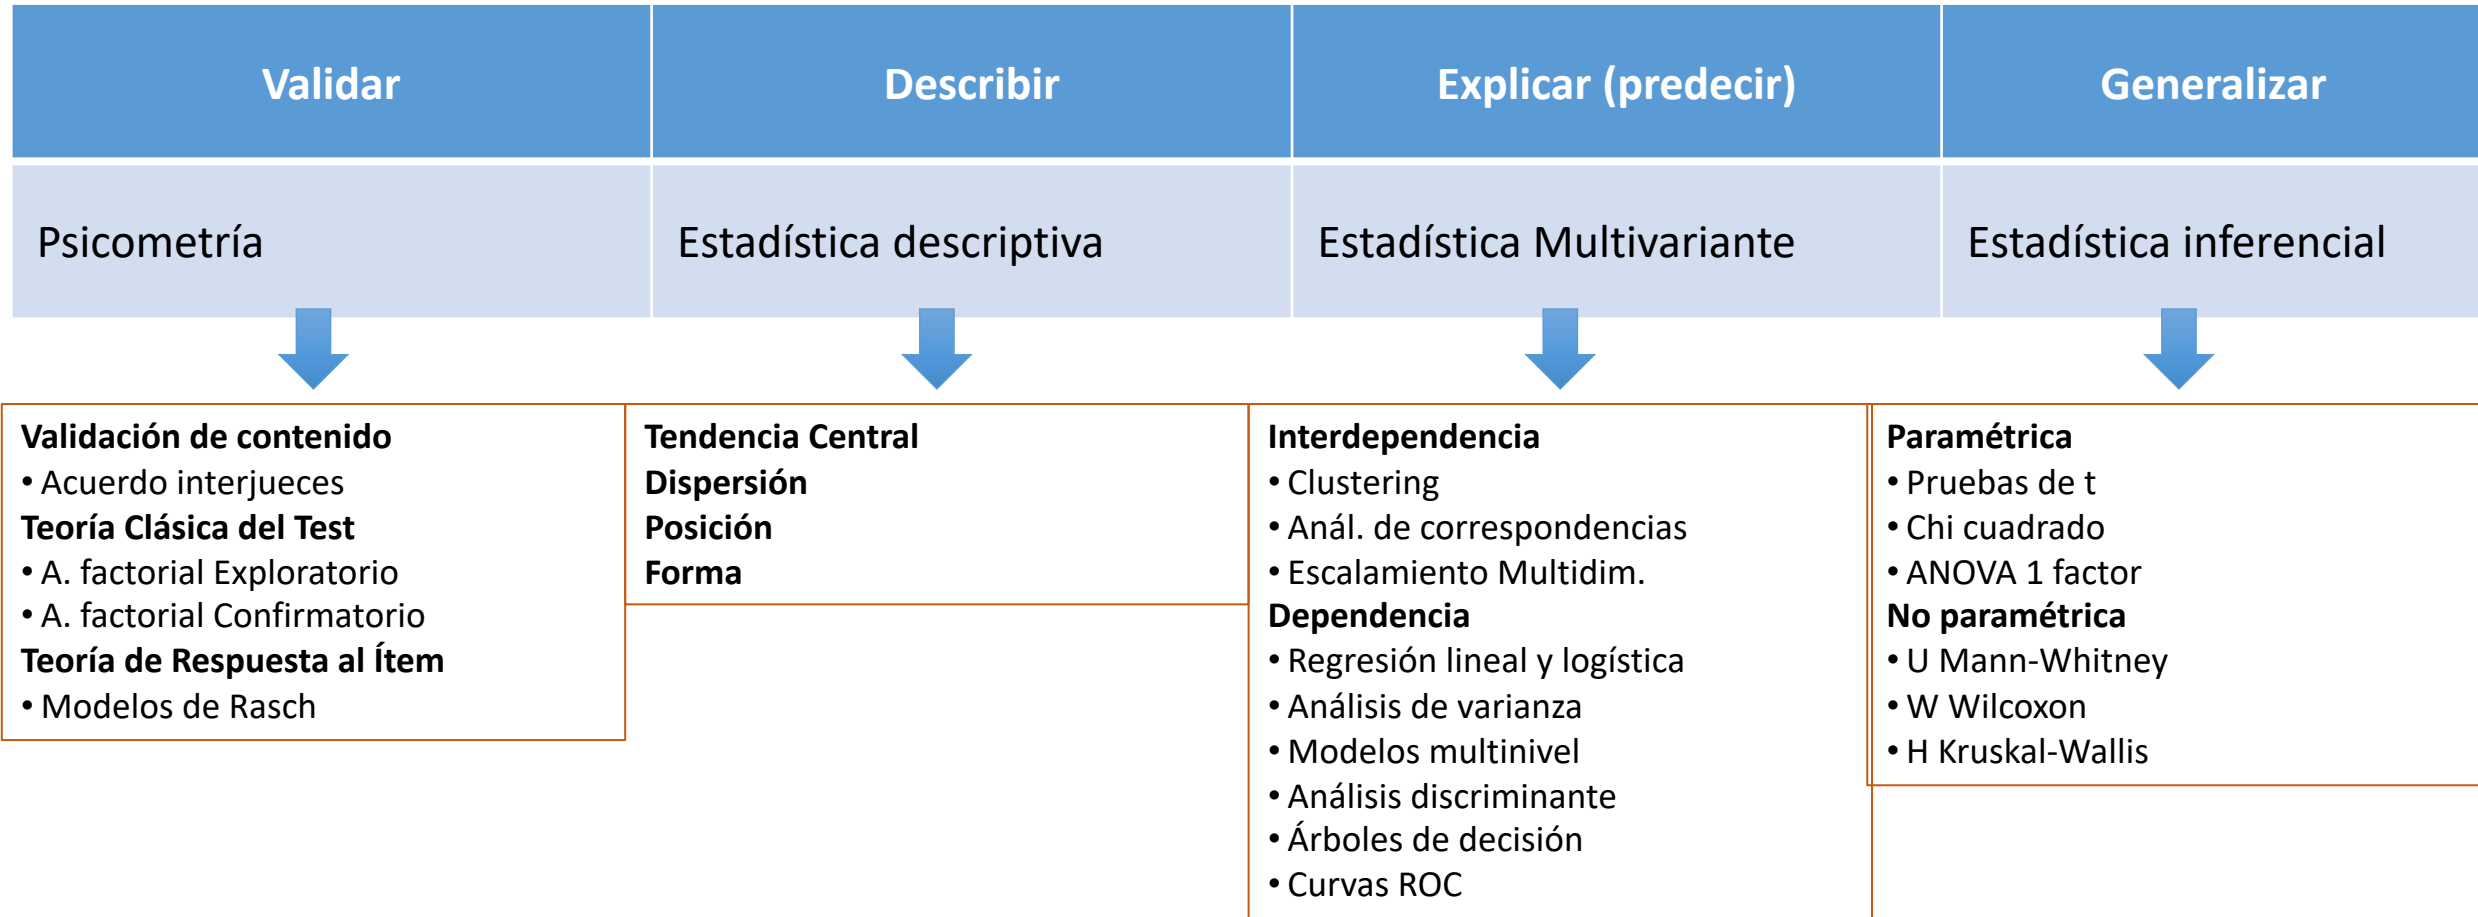 Validar
Describir
Explicar (predecir)
Generalizar
Psicometría
Estadística descriptiva
Estadística Multivariante
Estadística inferencial
Validación de contenido
• Acuerdo interjueces
Teoría Clásica del Test
• A. factorial Exploratorio
• A. factorial Confirmatorio
Teoría de Respuesta al Ítem
• Modelos de Rasch
Tendencia Central
Dispersión
Posición
Forma
Interdependencia
• Clustering
• Anál. de correspondencias
• Escalamiento Multidim.
Dependencia
• Regresión lineal y logística
• Análisis de varianza
• Modelos multinivel
• Análisis discriminante
• Árboles de decisión
• Curvas ROC
Paramétrica
• Pruebas de t
• Chi cuadrado
• ANOVA 1 factor
No paramétrica
• U Mann-Whitney
• W Wilcoxon
• H Kruskal-Wallis